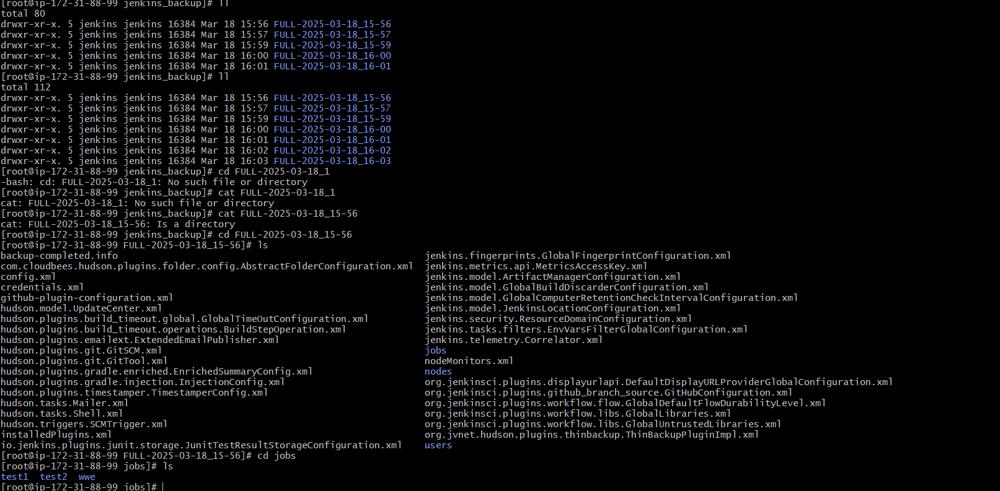 [root@ip-172-31-88-99 jenkins_backup]# ll
total 80
drwxr-xr-x. 5 jenkins jenkins 16384 Mar 18 15:56 FULL-2025-03-18_15-56
drwxr-xr-x. 5 jenkins jenkins 16384 Mar 18 15:57 FULL-2025-03-18_15-57
drwxr-xr-x. 5 jenkins jenkins 16384 Mar 18 15:59 FULL-2025-03-18_15-59
drwxr-xr-x. 5 jenkins jenkins 16384 Mar 18 16:00 FULL-2025-03-18_16-00
drwxr-xr-x. 5 jenkins jenkins 16384 Mar 18 16:01 FULL-2025-03-18_16-01
[root@ip-172-31-88-99 jenkins_backup]# ll
total 112
drwxr-xr-x. 5 jenkins jenkins 16384 Mar 18 15:56 FULL-2025-03-18_15-56
drwxr-xr-x. 5 jenkins jenkins 16384 Mar 18 15:57 FULL-2025-03-18_15-57
drwxr-xr-x. 5 jenkins jenkins 16384 Mar 18 15:59 FULL-2025-03-18_15-59
drwxr-xr-x. 5 jenkins jenkins 16384 Mar 18 16:00 FULL-2025-03-18_16-00
drwxr-xr-x. 5 jenkins jenkins 16384 Mar 18 16:01 FULL-2025-03-18_16-01
drwxr-xr-x. 5 jenkins jenkins 16384 Mar 18 16:02 FULL-2025-03-18_16-02
drwxr-xr-x. 5 jenkins jenkins 16384 Mar 18 16:03 FULL-2025-03-18_16-03
[root@ip-172-31-88-99 jenkins_backup]# cd FULL-2025-03-18_1
-bash: cd: FULL-2025-03-18_1: No such file or directory
[root@ip-172-31-88-99 jenkins_backup]# cat FULL-2025-03-18_1
cat: FULL-2025-03-18_1: No such file or directory
[root@ip-172-31-88-99 jenkins_backup]# cat FULL-2025-03-18_15-56
cat: FULL-2025-03-18_15-56: Is a directory
[root@ip-172-31-88-99 jenkins_backup]# cd FULL-2025-03-18_15-56
[root@ip-172-31-88-99 FULL-2025-03-18_15-56]# ls
backup-completed.info jenkins.fingerprints.GlobalFingerprintConfiguration.xml
com.cloudbees.hudson.plugins.folder.config.AbstractFolderConfiguration.xml jenkins.metrics.api.MetricsAccessKey.xml
config.xml jenkins.model.ArtifactManagerConfiguration.xml
credentials.xml jenkins.model.GlobalBuildDiscarderConfiguration.xml
github-plugin-configuration.xml jenkins.model.GlobalComputerRetentionCheckIntervalConfiguration.xml
hudson.model.UpdateCenter.xml jenkins.model.JenkinsLocationConfiguration.xml
hudson.plugins.build_timeout.global.GlobalTimeOutConfiguration.xml jenkins.security.ResourceDomainConfiguration.xml
hudson.plugins.build_timeout.operations.BuildStepOperation.xml jenkins.tasks.filters.EnvVarsFilterGlobalConfiguration.xml
hudson.plugins.emailext.ExtendedEmailPublisher.xml jenkins.telemetry.Correlator.xml
hudson.plugins.git.GitSCM.xml jobs
hudson.plugins.git.GitTool.xml nodeMonitors.xml
hudson.plugins.gradle.enriched.EnrichedSummaryConfig.xml nodes
hudson.plugins.gradle.injection.InjectionConfig.xml org.jenkinsci.plugins.displayurlapi.DefaultDisplayURLProviderGlobalConfiguration.xml
hudson.plugins.timestamper.TimestamperConfig.xml org.jenkinsci.plugins.github_branch_source.GitHubConfiguration.xml
hudson.tasks.Mailer.xml org.jenkinsci.plugins.workflow.flow.GlobalDefaultFlowDurabilityLevel.xml
hudson.tasks.Shell.xml org.jenkinsci.plugins.workflow.libs.GlobalLibraries.xml
hudson.triggers.SCMTrigger.xml org.jenkinsci.plugins.workflow.libs.GlobalUntrustedLibraries.xml
installedPlugins.xml org.jvnet.hudson.plugins.thinbackup.ThinBackupPluginImpl.xml
io.jenkins.plugins.junit.storage.JunitTestResultStorageConfiguration.xml users
[root@ip-172-31-88-99 FULL-2025-03-18_15-56]# cd jobs
[root@ip-172-31-88-99 jobs]# ls
test1 test2 wwe
[root@ip-172-31-88-99 jobs]#